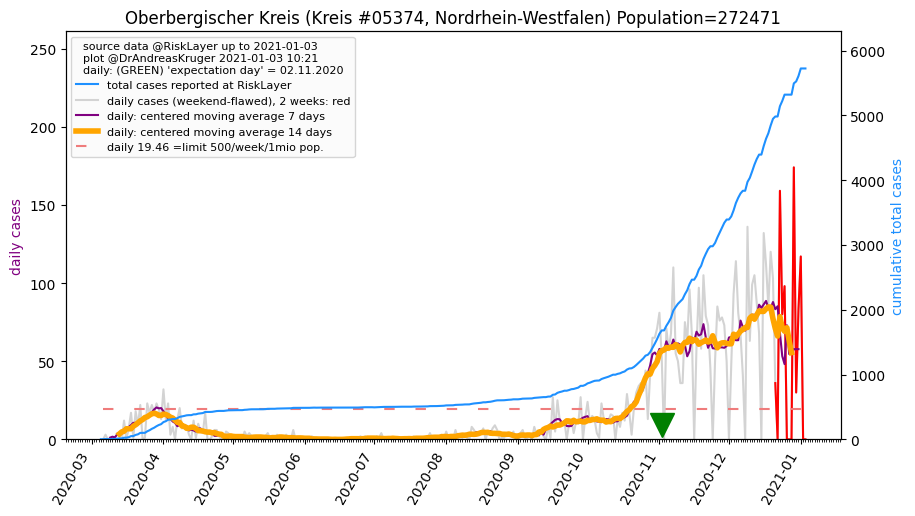 Oberbergischer Kreis (Kreis #05374, Nordrhein-Westfalen) Population=272471
source data @RiskLayer up to 2021-01-03
plot @DrAndreasKruger 2021-01-03 10:21
daily: (GREEN) 'expectation day' = 02.11.2020
total cases reported at RiskLayer
daily cases (weekend-flawed), 2 weeks: red
daily: centered moving average 7 days
daily: centered moving average 14 days
daily 19.46 =limit 500/week/1mio pop.
daily cases
250
200
150
100
50
0
cumulative total cases
6000
5000
4000
3000
2000
1000
0
2020-03
2020-04
2020-05
2020-06
2020-07
2020-08
2020-09
2020-10
2020-11
2020-12
2021-01